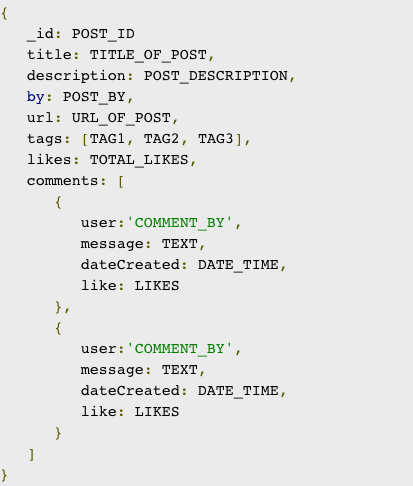 {
   _id: POST_ID
   title: TITLE_OF_POST,
   description: POST_DESCRIPTION,
   by: POST_BY,
   url: URL_OF_POST,
   tags: [TAG1, TAG2, TAG3],
   likes: TOTAL_LIKES,
   comments: [
      {
         user:'COMMENT_BY',
         message: TEXT,
         dateCreated: DATE_TIME,
         like: LIKES
      },
      {
         user:'COMMENT_BY',
         message: TEXT,
         dateCreated: DATE_TIME,
         like: LIKES
      }
   ]
}